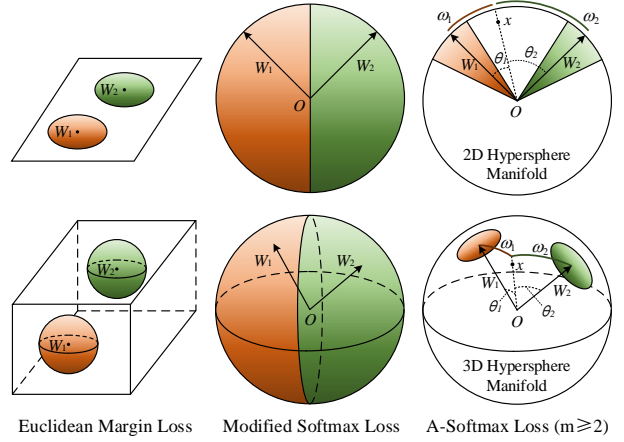 W₂
W₁
W₁
W₂
O
ω₁
x
ω₂
θ₁
θ₂
W₁
W₂
O
2D Hypersphere
Manifold
W₂
W₁
W₁
W₂
O
ω₁
ω₂
x
W₁
W₂
θ₁
θ₂
O
3D Hypersphere
Manifold
Euclidean Margin Loss
Modified Softmax Loss
A-Softmax Loss (m≥2)